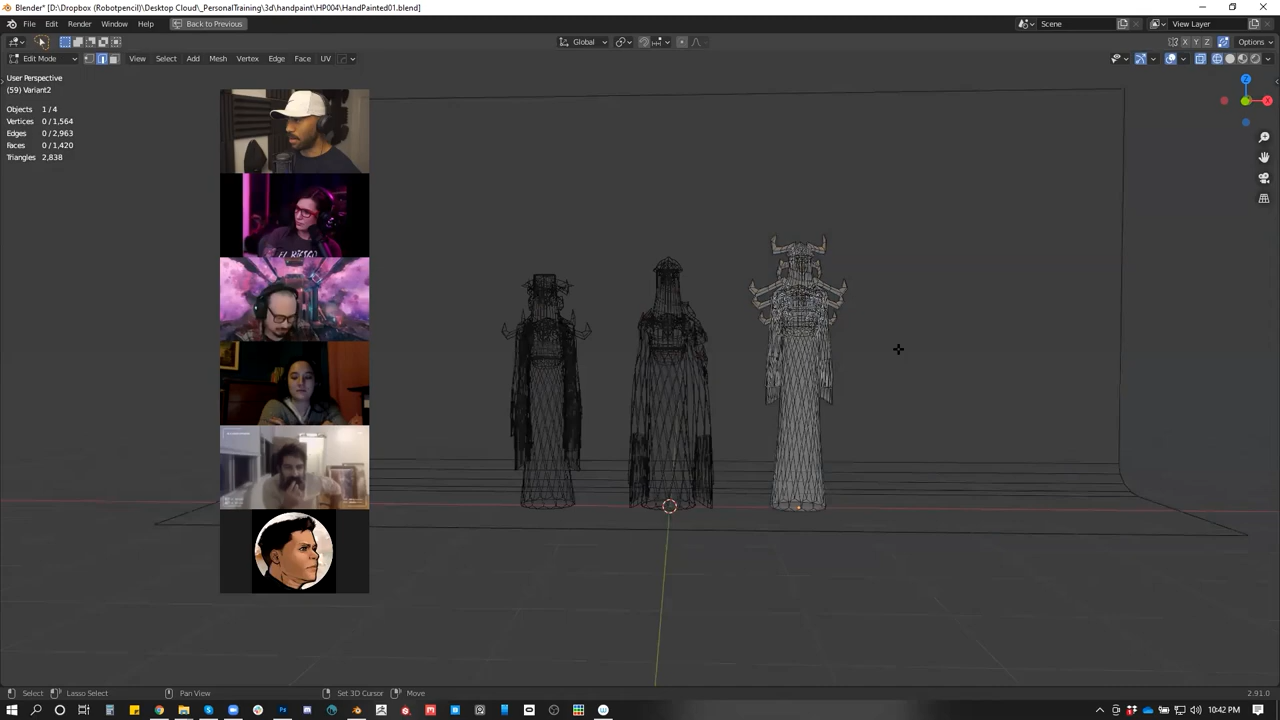 Blender* [D:\Dropbox (Robotpencil)\Desktop Cloud\_PersonalTraining\3d\handpaint\HP004\HandPainted01.blend]
File Edit Render Window Help Back to Previous Scene View Layer
Global X Y Z Options
Edit Mode View Select Add Mesh Vertex Edge Face UV
User Perspective
(59) Variant2
Objects 1 / 4
Vertices 0 / 1,564
Edges 0 / 2,963
Faces 0 / 1,420
Triangles 2,838
Z
X
Select Lasso Select Pan View Set 3D Cursor Move 2.91.0
10:42 PM